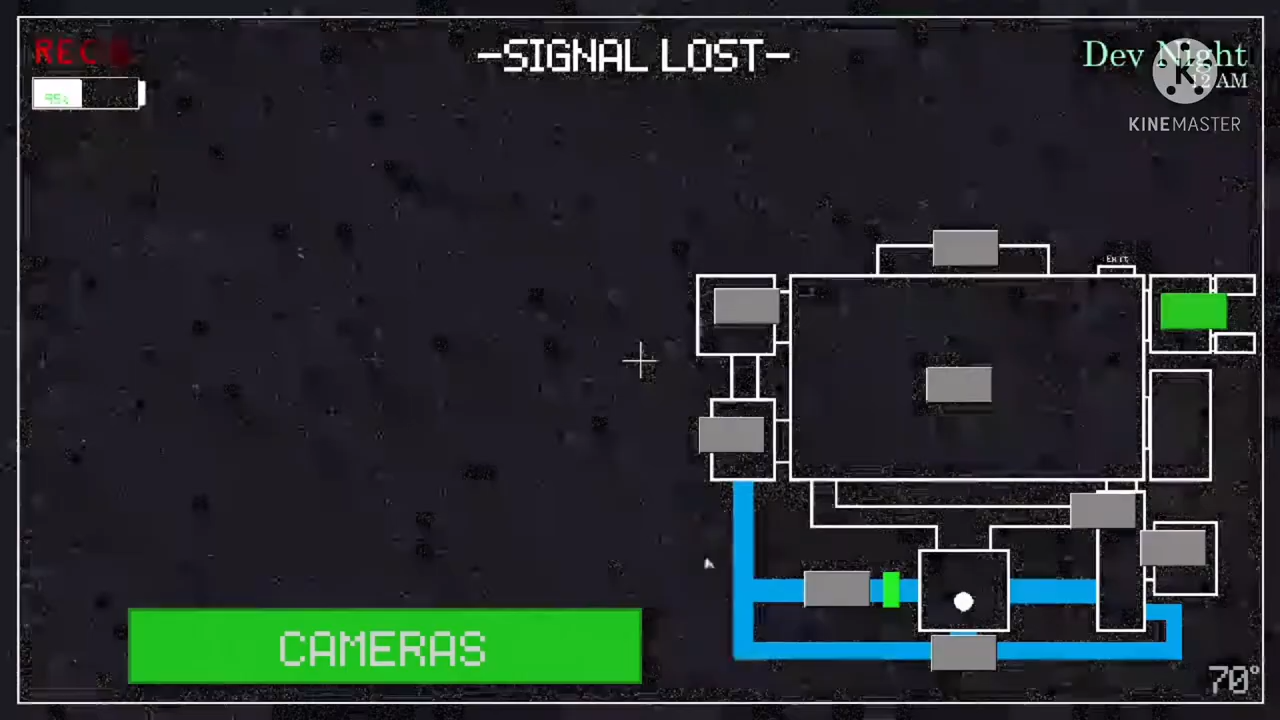 REC
-SIGNAL LOST-
Dev Night
12 AM
KINEMASTER
EXIT
CAMERAS
70°